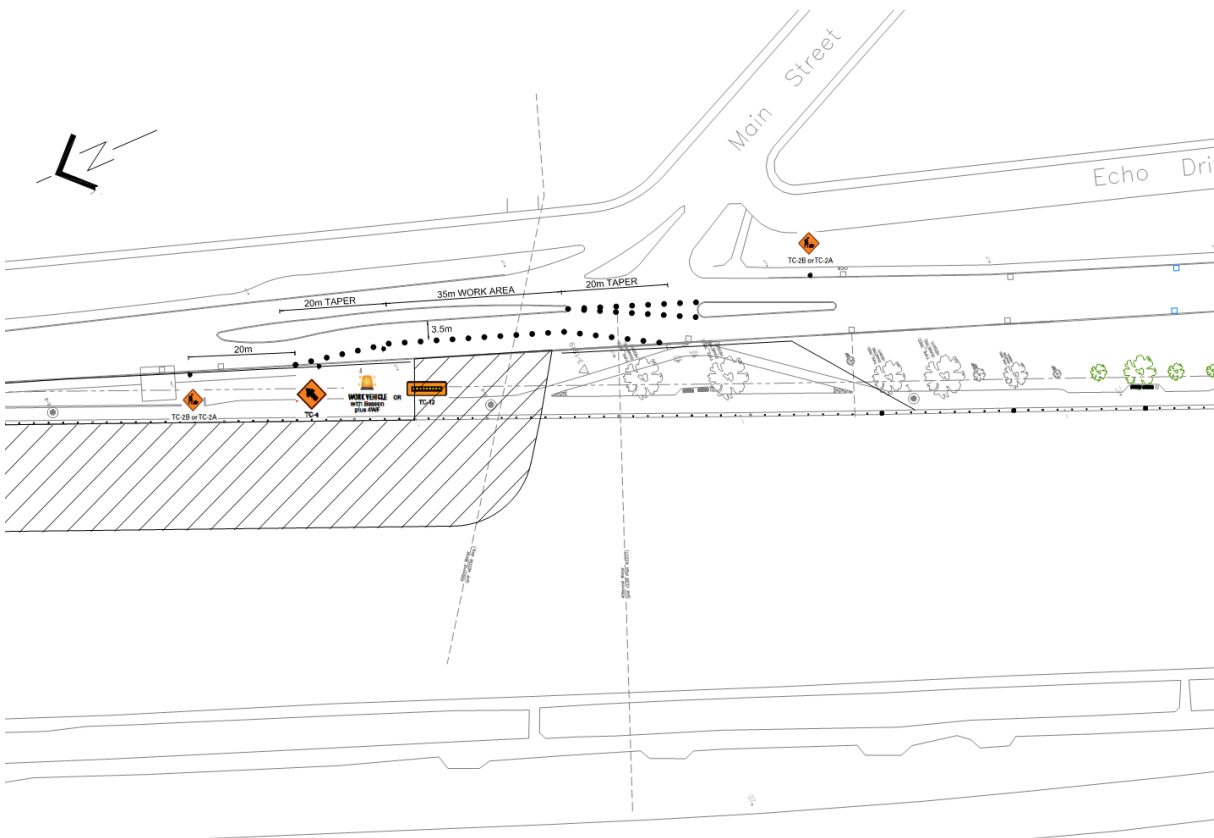 N
Main Street
Echo Dri
TC-2B or TC-2A
20m TAPER
35m WORK AREA
20m TAPER
3.5m
20m
TC-2B or TC-2A
TC-4
WORK VEHICLE
with Beacon
plus 4WF
OR
TC-12